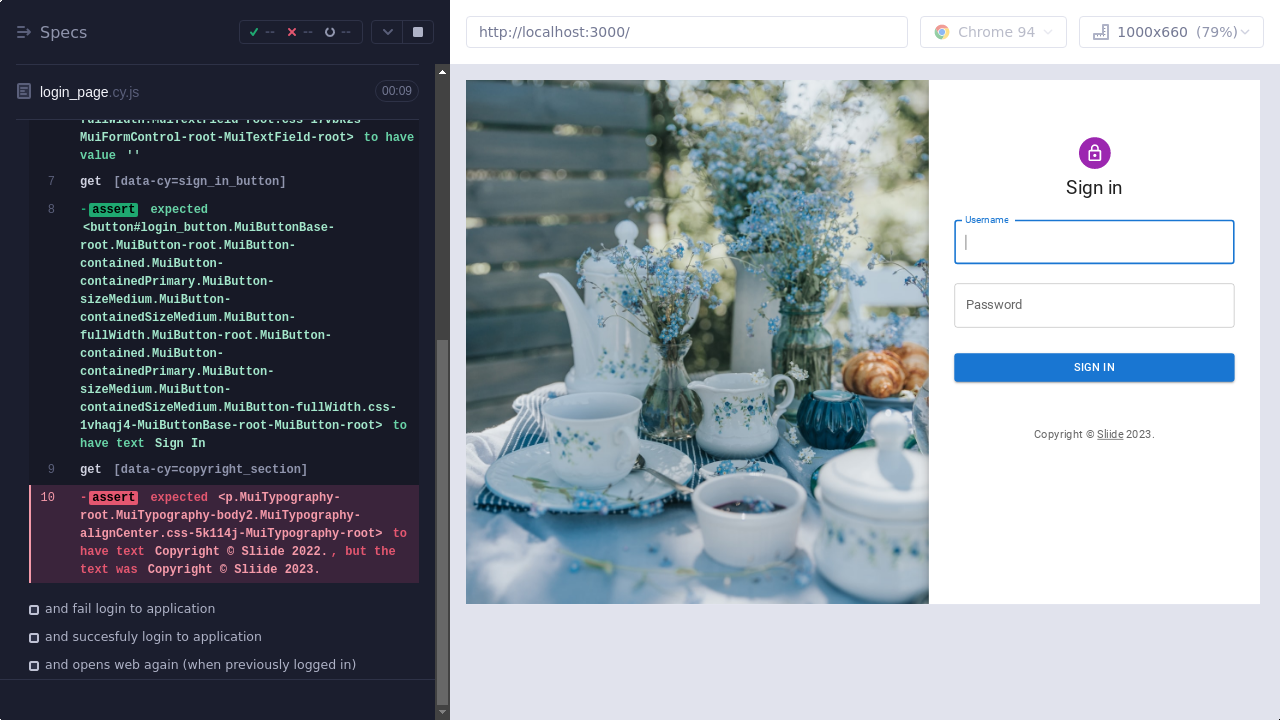 Specs
--
--
--
login_page.cy.js
00:09
MuiFormControl-root-MuiTextField-root> to have
value ''
7 get [data-cy=sign_in_button]
8 -assert expected
<button#login_button.MuiButtonBase-
root.MuiButton-root.MuiButton-
contained.MuiButton-
containedPrimary.MuiButton-
sizeMedium.MuiButton-
containedSizeMedium.MuiButton-
fullWidth.MuiButton-root.MuiButton-
contained.MuiButton-
containedPrimary.MuiButton-
sizeMedium.MuiButton-
containedSizeMedium.MuiButton-fullWidth.css-
1vhaqj4-MuiButtonBase-root-MuiButton-root> to
have text Sign In
9 get [data-cy=copyright_section]
10 -assert expected <p.MuiTypography-
root.MuiTypography-body2.MuiTypography-
alignCenter.css-5k114j-MuiTypography-root> to
have text Copyright © Sliide 2022. , but the
text was Copyright © Sliide 2023.
and fail login to application
and succesfuly login to application
and opens web again (when previously logged in)
http://localhost:3000/
Chrome 94
1000x660 (79%)
Sign in
Username
Password
SIGN IN
Copyright © Sliide 2023.